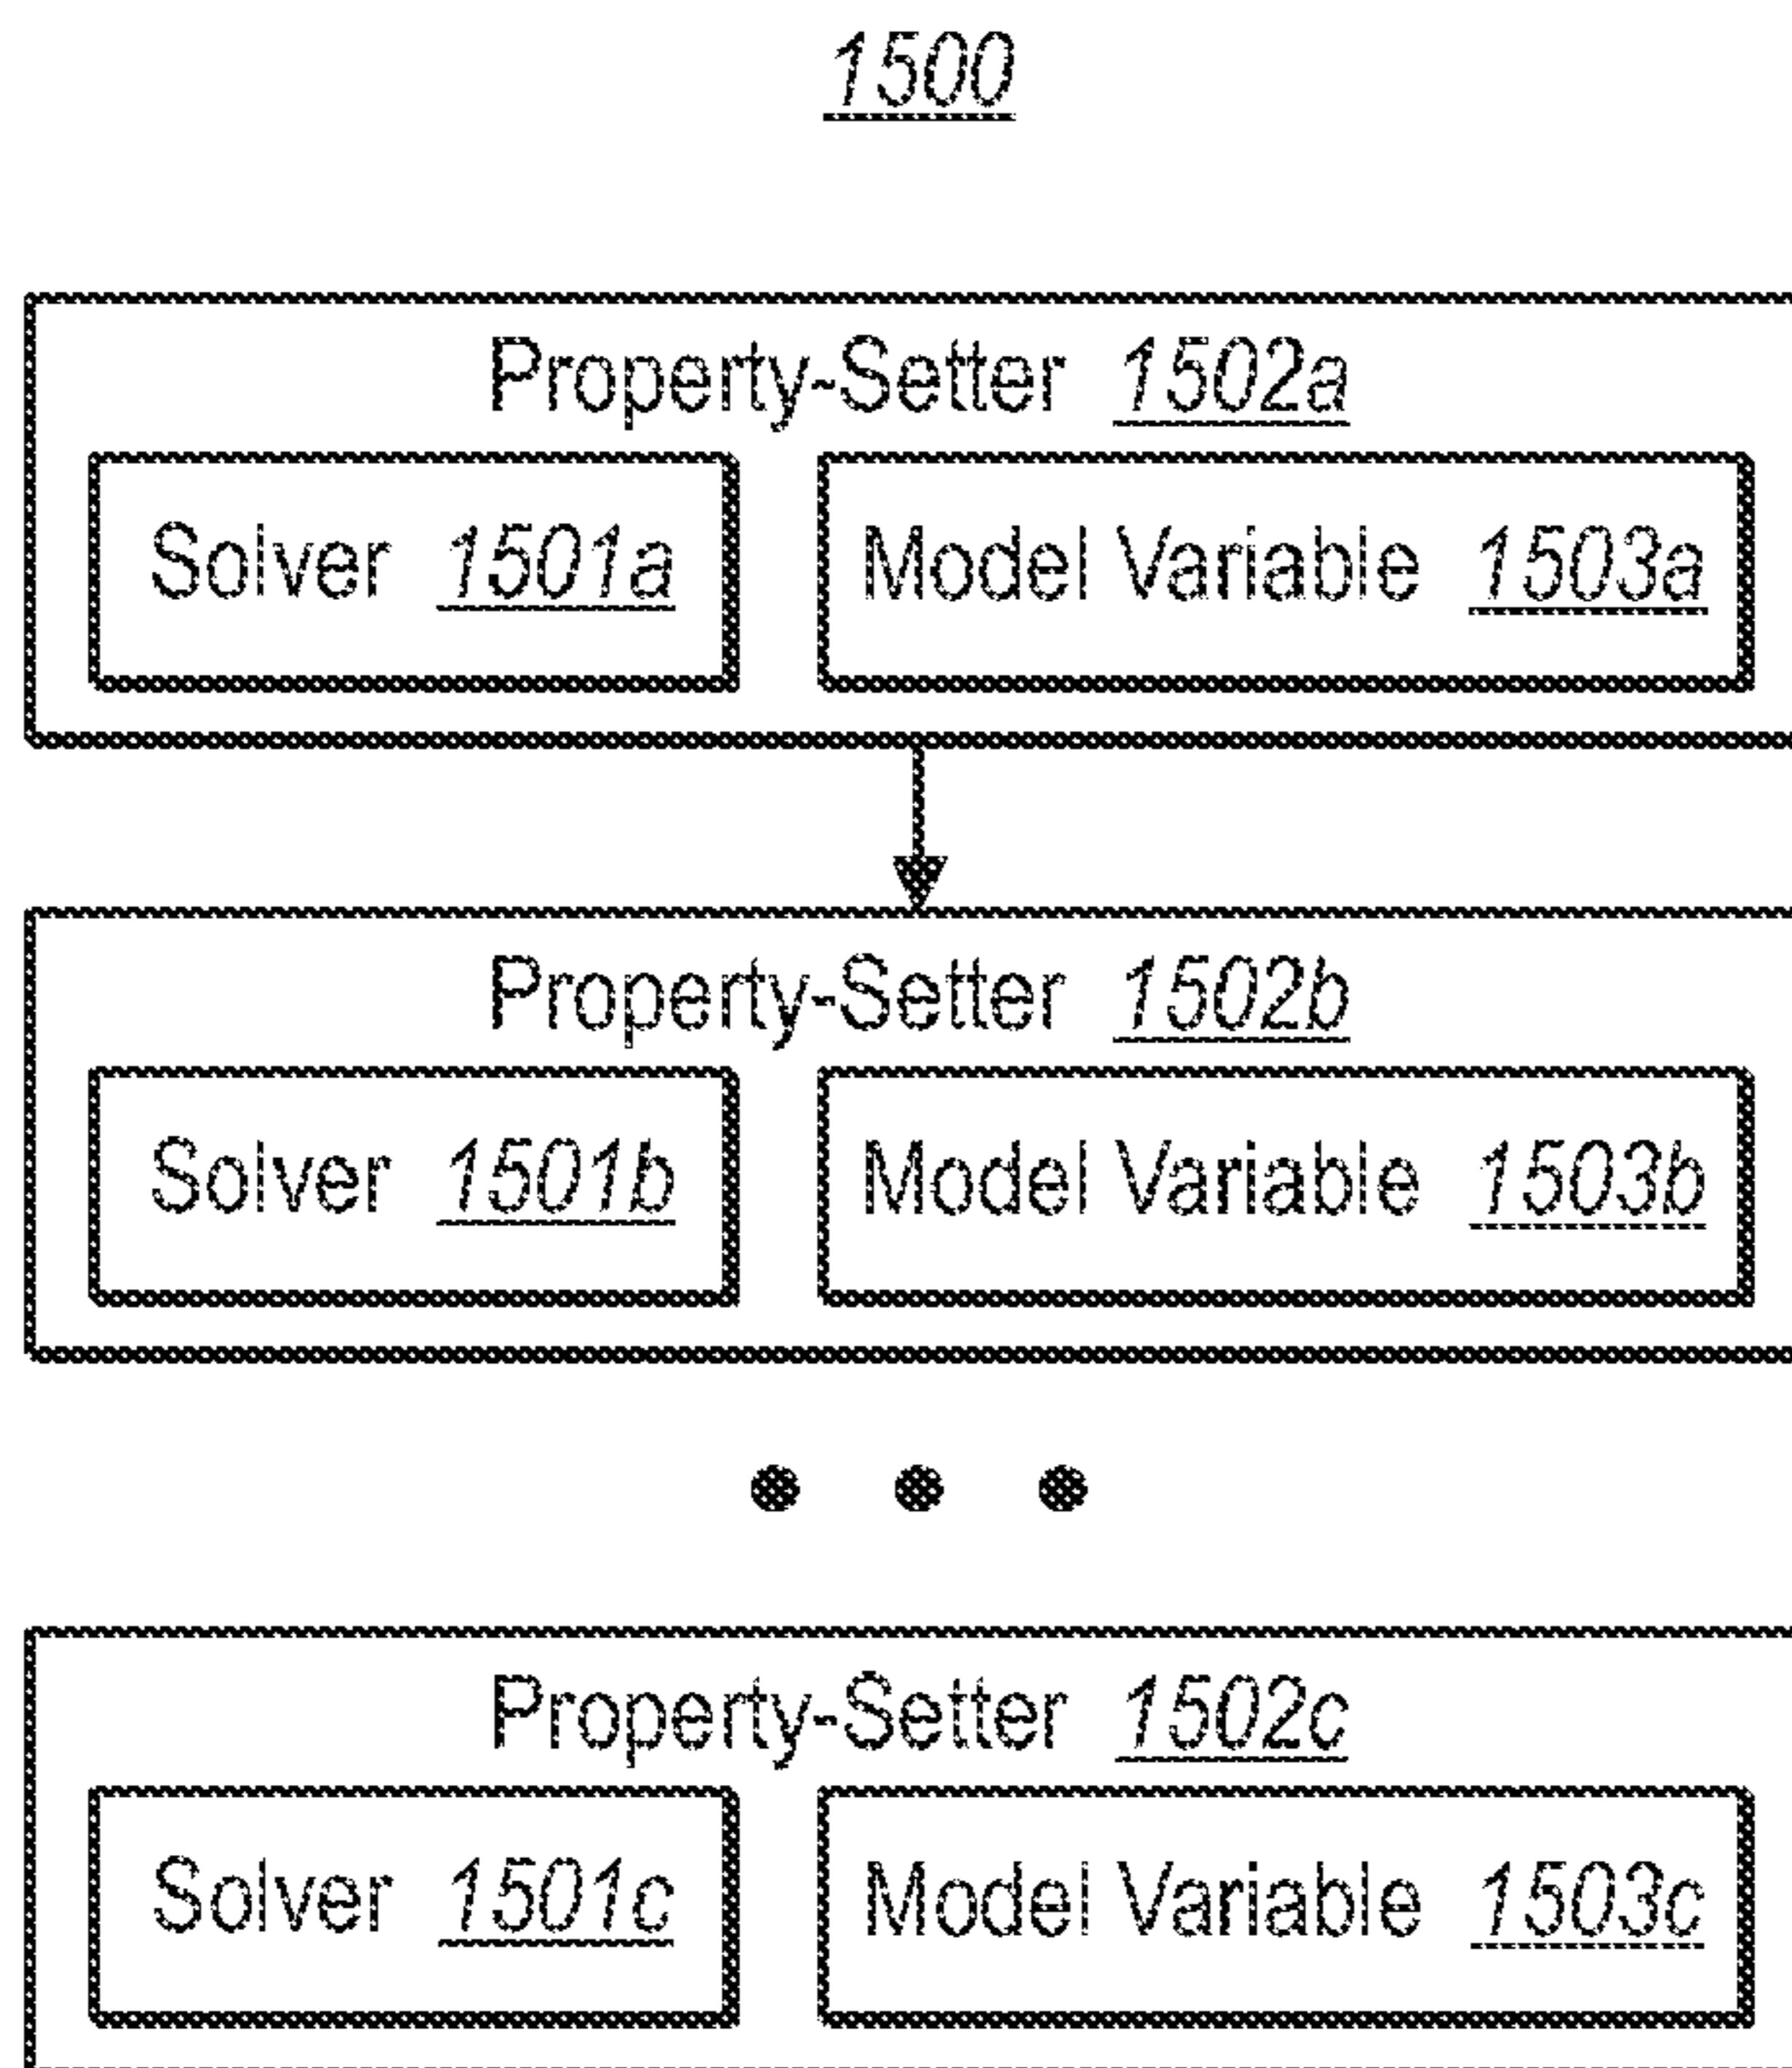 1500
Property-Setter 1502a
Solver 1501a
Model Variable 1503a
Property-Setter 1502b
Solver 1501b
Model Variable 1503b
Property-Setter 1502c
Solver 1501c
Model Variable 1503c